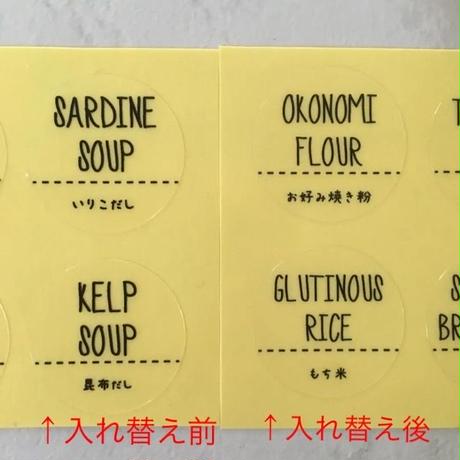 SARDINE
SOUP
いりこだし
KELP
SOUP
昆布だし
↑入れ替え前
OKONOMI
FLOUR
お好み焼き粉
GLUTINOUS
RICE
もち米
↑入れ替え後
T
S
BR